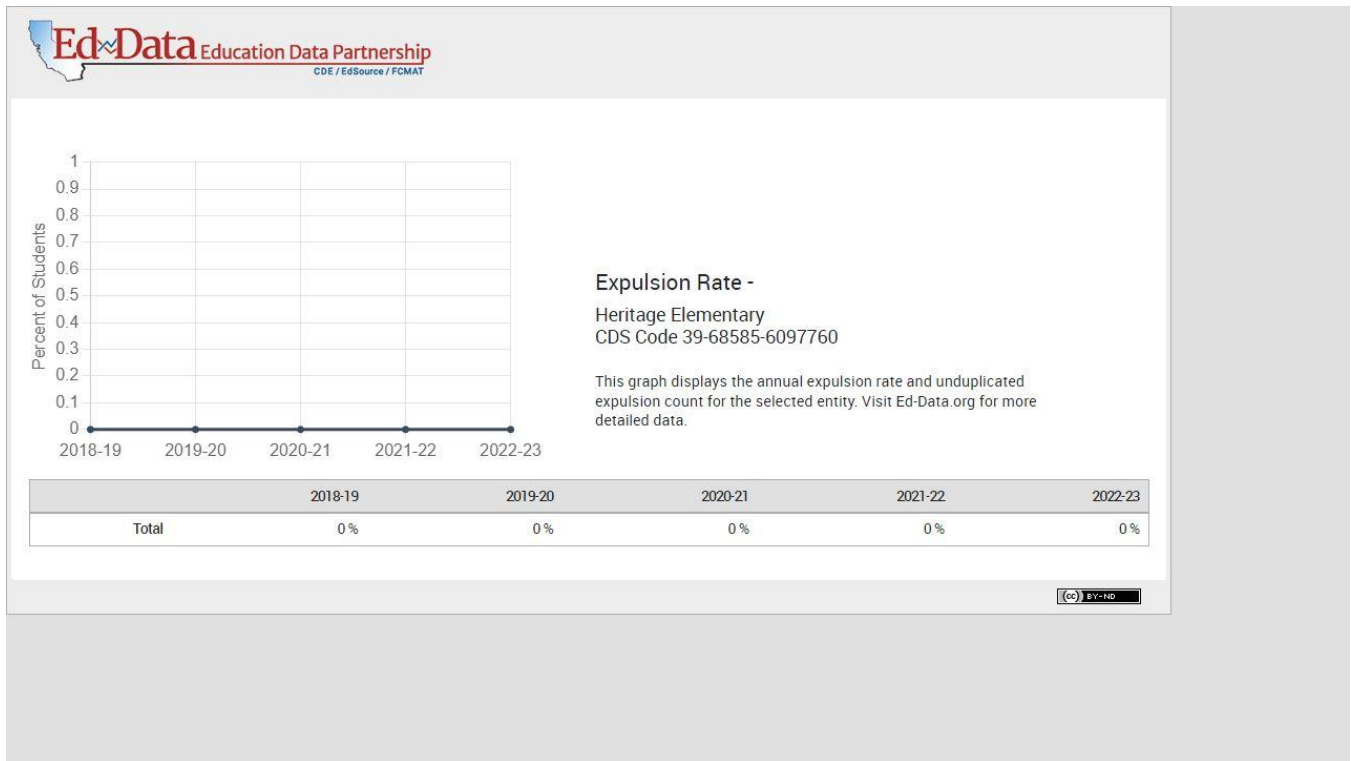 Ed Data Education Data Partnership
CDE / EdSource / FCMAT
1
0.9
0.8
0.7
0.6
0.5
0.4
0.3
0.2
0.1
0
Percent of Students
2018-19 2019-20 2020-21 2021-22 2022-23
Expulsion Rate -
Heritage Elementary
CDS Code 39-68585-6097760
This graph displays the annual expulsion rate and unduplicated
expulsion count for the selected entity. Visit Ed-Data.org for more
detailed data.
2018-19 2019-20 2020-21 2021-22 2022-23
Total 0 % 0 % 0 % 0 % 0 %
(cc) BY-ND